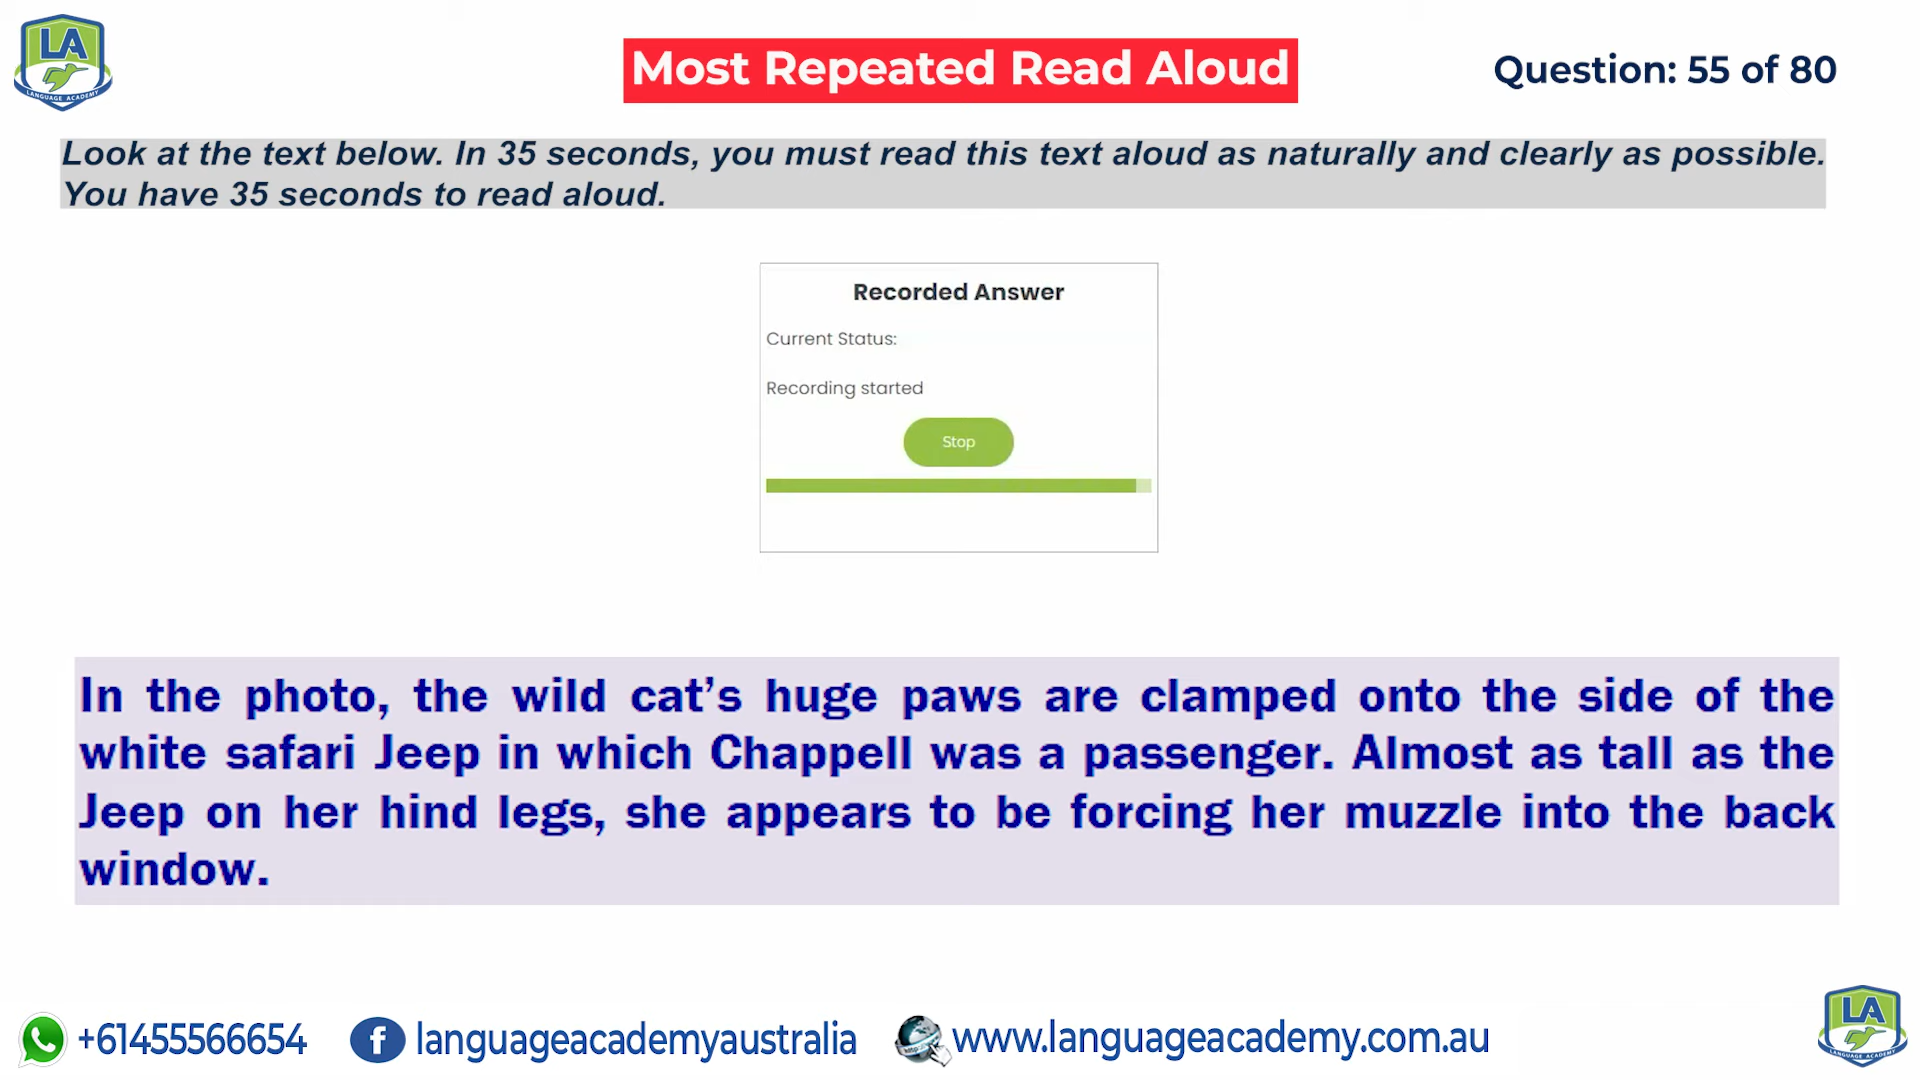 LA
LANGUAGE ACADEMY
Most Repeated Read Aloud
Question: 55 of 80
Look at the text below. In 35 seconds, you must read this text aloud as naturally and clearly as possible.
You have 35 seconds to read aloud.
Recorded Answer
Current Status:
Recording started
Stop
In the photo, the wild cat’s huge paws are clamped onto the side of the
white safari Jeep in which Chappell was a passenger. Almost as tall as the
Jeep on her hind legs, she appears to be forcing her muzzle into the back
window.
+61455566654
f languageacademyaustralia
http: www.languageacademy.com.au
LA
LANGUAGE ACADEMY